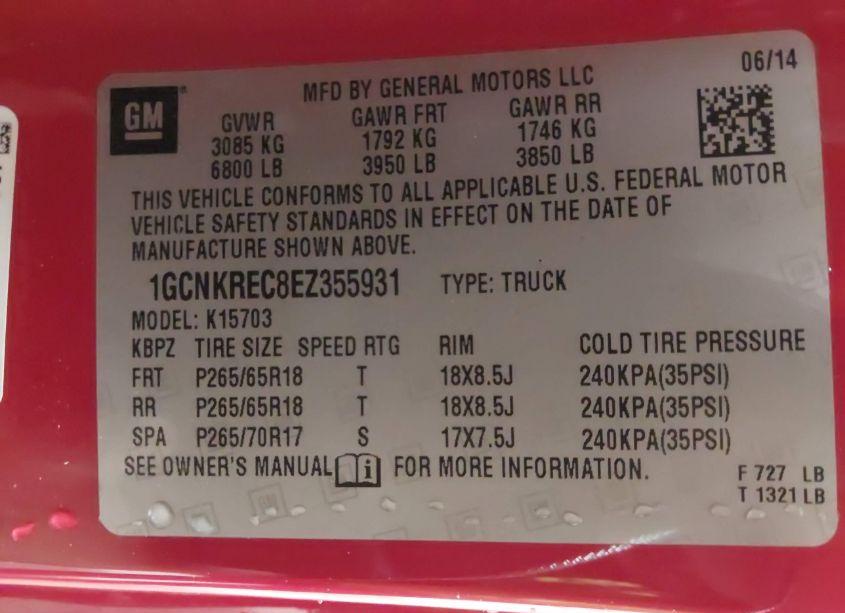 06/14
GM
MFD BY GENERAL MOTORS LLC
GVWR GAWR FRT GAWR RR
3085 KG 1792 KG 1746 KG
6800 LB 3950 LB 3850 LB
THIS VEHICLE CONFORMS TO ALL APPLICABLE U.S. FEDERAL MOTOR
VEHICLE SAFETY STANDARDS IN EFFECT ON THE DATE OF
MANUFACTURE SHOWN ABOVE.
1GCNKREC8EZ355931 TYPE: TRUCK
MODEL: K15703
KBPZ TIRE SIZE SPEED RTG RIM COLD TIRE PRESSURE
FRT P265/65R18 T 18X8.5J 240KPA(35PSI)
RR P265/65R18 T 18X8.5J 240KPA(35PSI)
SPA P265/70R17 S 17X7.5J 240KPA(35PSI)
SEE OWNER'S MANUAL i FOR MORE INFORMATION.
F 727 LB
T 1321 LB